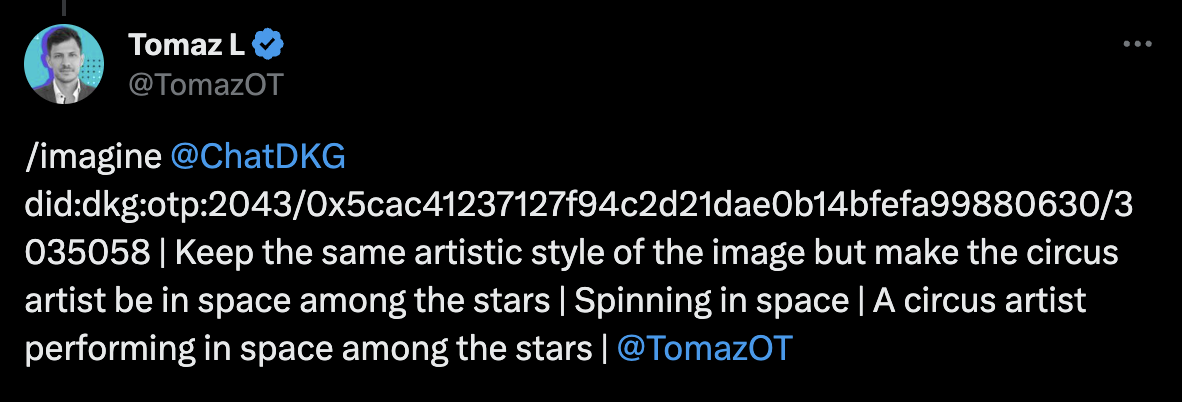 Tomaz L
@TomazOT
/imagine @ChatDKG
did:dkg:otp:2043/0x5cac41237127f94c2d21dae0b14bfefa99880630/3
035058 | Keep the same artistic style of the image but make the circus
artist be in space among the stars | Spinning in space | A circus artist
performing in space among the stars | @TomazOT